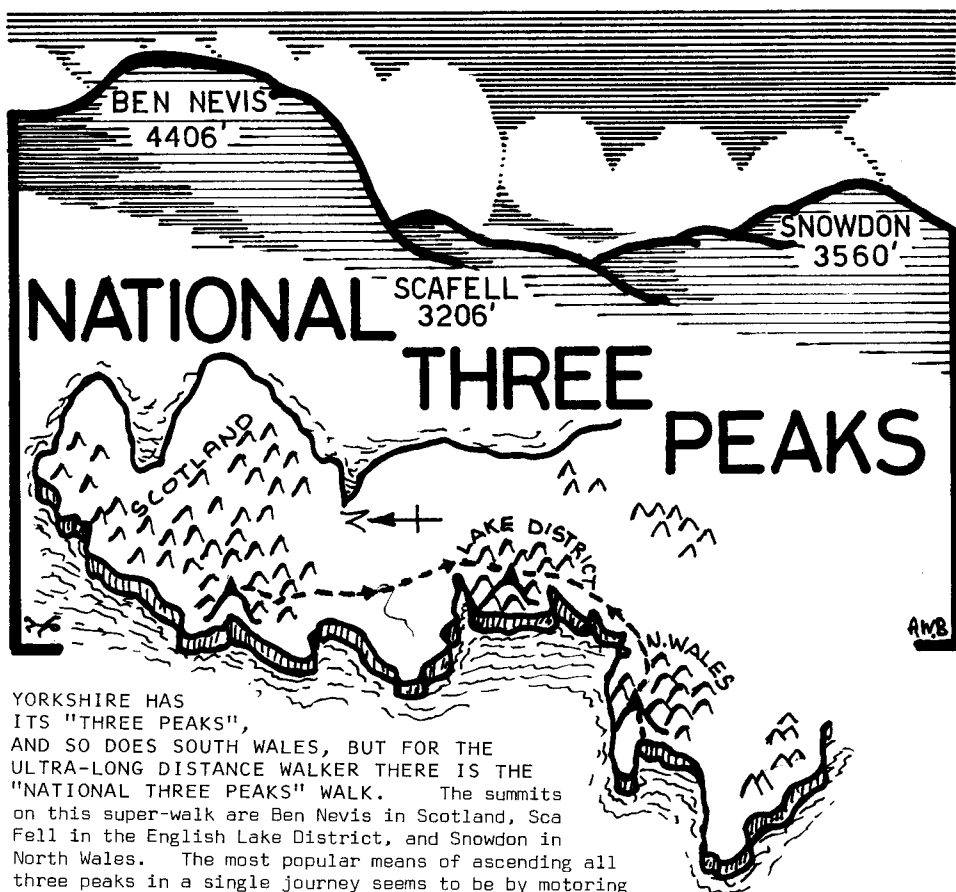 BEN NEVIS
4406'
SNOWDON
3560'
SCAFELL
3206'
NATIONAL
THREE
PEAKS
SCOTLAND
LAKE DISTRICT
N.WALES
AWB
YORKSHIRE HAS
ITS "THREE PEAKS",
AND SO DOES SOUTH WALES, BUT FOR THE
ULTRA-LONG DISTANCE WALKER THERE IS THE
"NATIONAL THREE PEAKS" WALK. The summits
on this super-walk are Ben Nevis in Scotland, Sca
Fell in the English Lake District, and Snowdon in
North Wales. The most popular means of ascending all
three peaks in a single journey seems to be by motoring